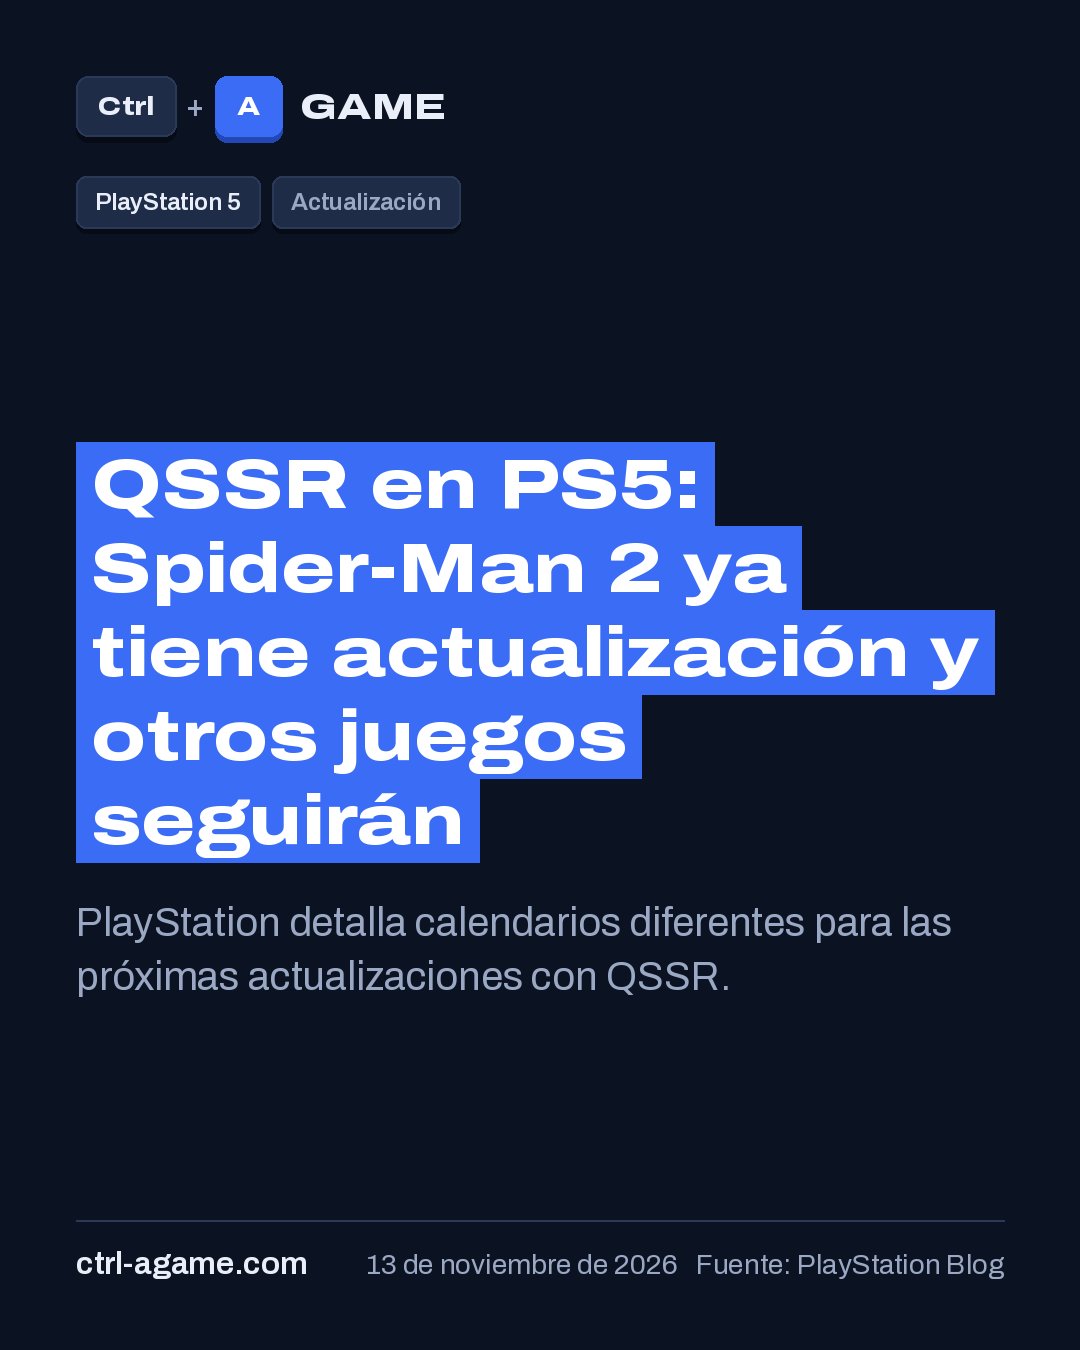 Ctrl + A GAME
PlayStation 5 Actualización
QSSR en PS5:
Spider-Man 2 ya
tiene actualización y
otros juegos
seguirán
PlayStation detalla calendarios diferentes para las
próximas actualizaciones con QSSR.
ctrl-agame.com 13 de noviembre de 2026 Fuente: PlayStation Blog